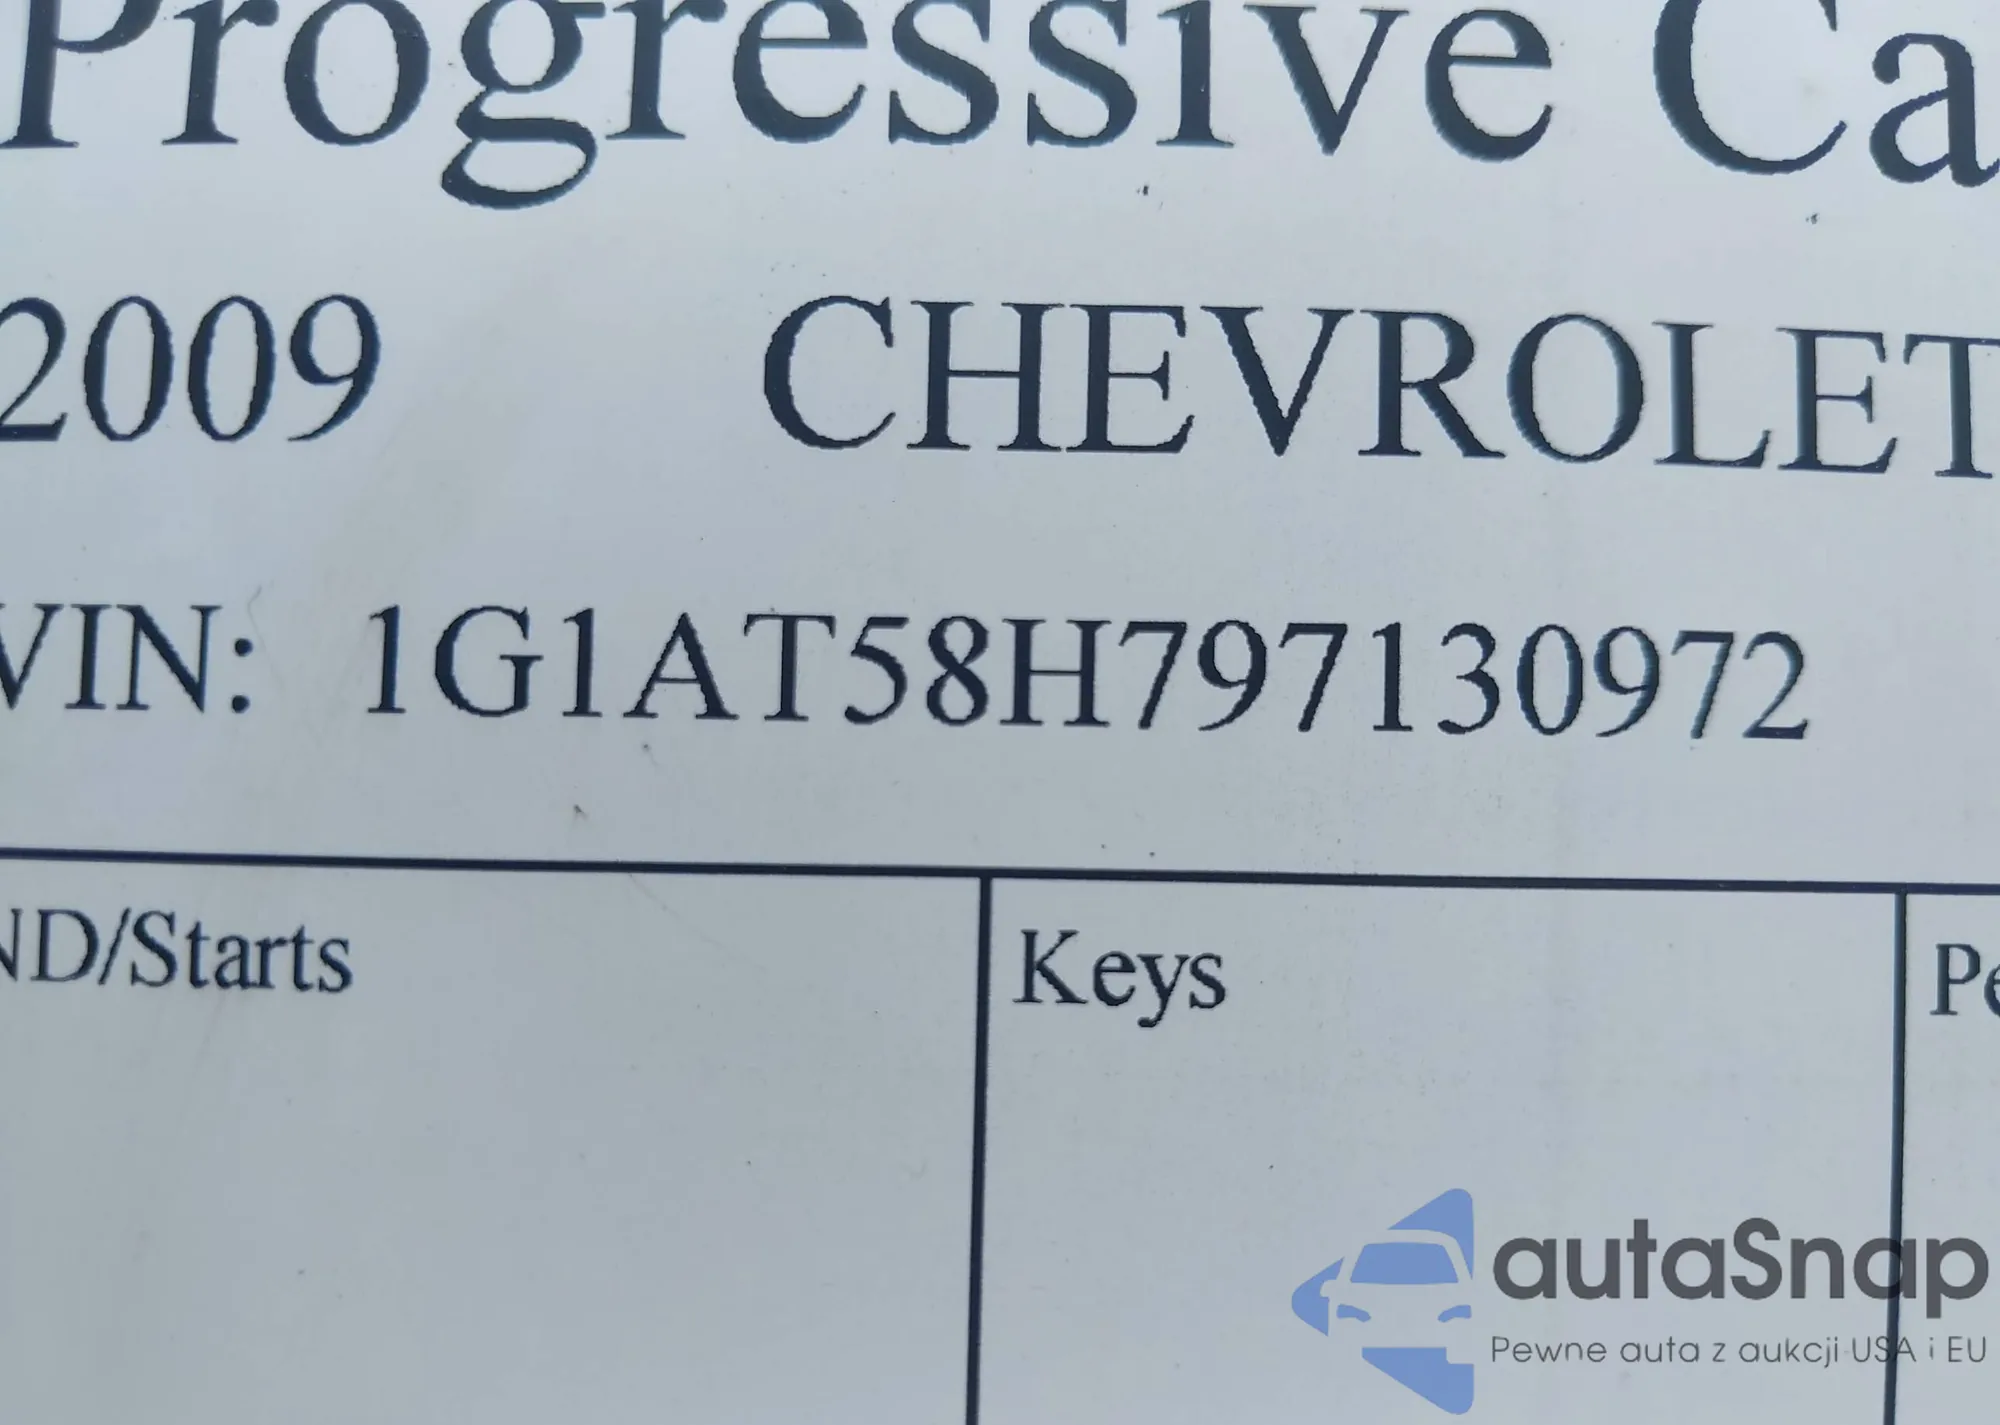 Progressive Ca
2009 CHEVROLET
VIN: 1G1AT58H797130972
ND/Starts
Keys
Pe
autaSnap
Pewne auta z aukcji USA i EU